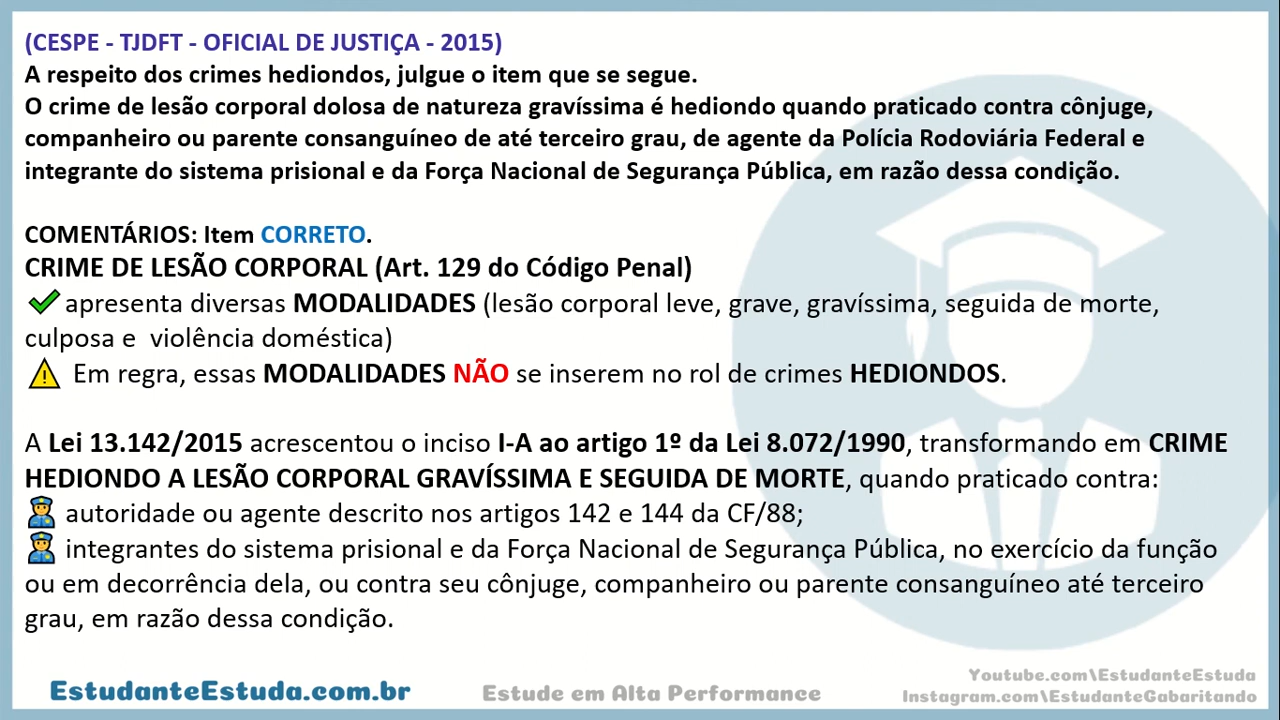 (CESPE - TJDFT - OFICIAL DE JUSTIÇA - 2015)
A respeito dos crimes hediondos, julgue o item que se segue.
O crime de lesão corporal dolosa de natureza gravíssima é hediondo quando praticado contra cônjuge,
companheiro ou parente consanguíneo de até terceiro grau, de agente da Polícia Rodoviária Federal e
integrante do sistema prisional e da Força Nacional de Segurança Pública, em razão dessa condição.
COMENTÁRIOS: Item CORRETO.
CRIME DE LESÃO CORPORAL (Art. 129 do Código Penal)
apresenta diversas MODALIDADES (lesão corporal leve, grave, gravíssima, seguida de morte,
culposa e violência doméstica)
Em regra, essas MODALIDADES NÃO se inserem no rol de crimes HEDIONDOS.
A Lei 13.142/2015 acrescentou o inciso I-A ao artigo 1º da Lei 8.072/1990, transformando em CRIME
HEDIONDO A LESÃO CORPORAL GRAVÍSSIMA E SEGUIDA DE MORTE, quando praticado contra:
autoridade ou agente descrito nos artigos 142 e 144 da CF/88;
integrantes do sistema prisional e da Força Nacional de Segurança Pública, no exercício da função
ou em decorrência dela, ou contra seu cônjuge, companheiro ou parente consanguíneo até terceiro
grau, em razão dessa condição.
EstudanteEstuda.com.br
Estude em Alta Performance
Youtube.com\EstudanteEstuda
Instagram.com\EstudanteGabaritando